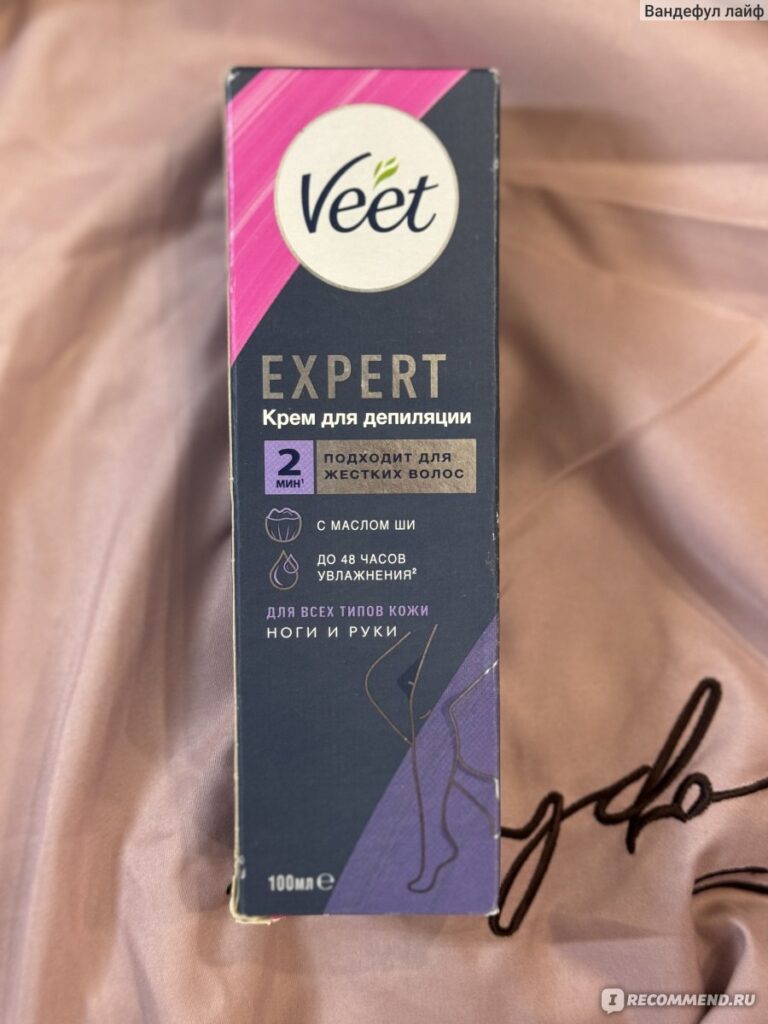 Вандефул лайф
Veet
EXPERT
Крем для депиляции
2
МИН¹
ПОДХОДИТ ДЛЯ
ЖЕСТКИХ ВОЛОС
С МАСЛОМ ШИ
ДО 48 ЧАСОВ
УВЛАЖНЕНИЯ²
ДЛЯ ВСЕХ ТИПОВ КОЖИ
НОГИ И РУКИ
100мл ℮
IRECOMMEND.RU